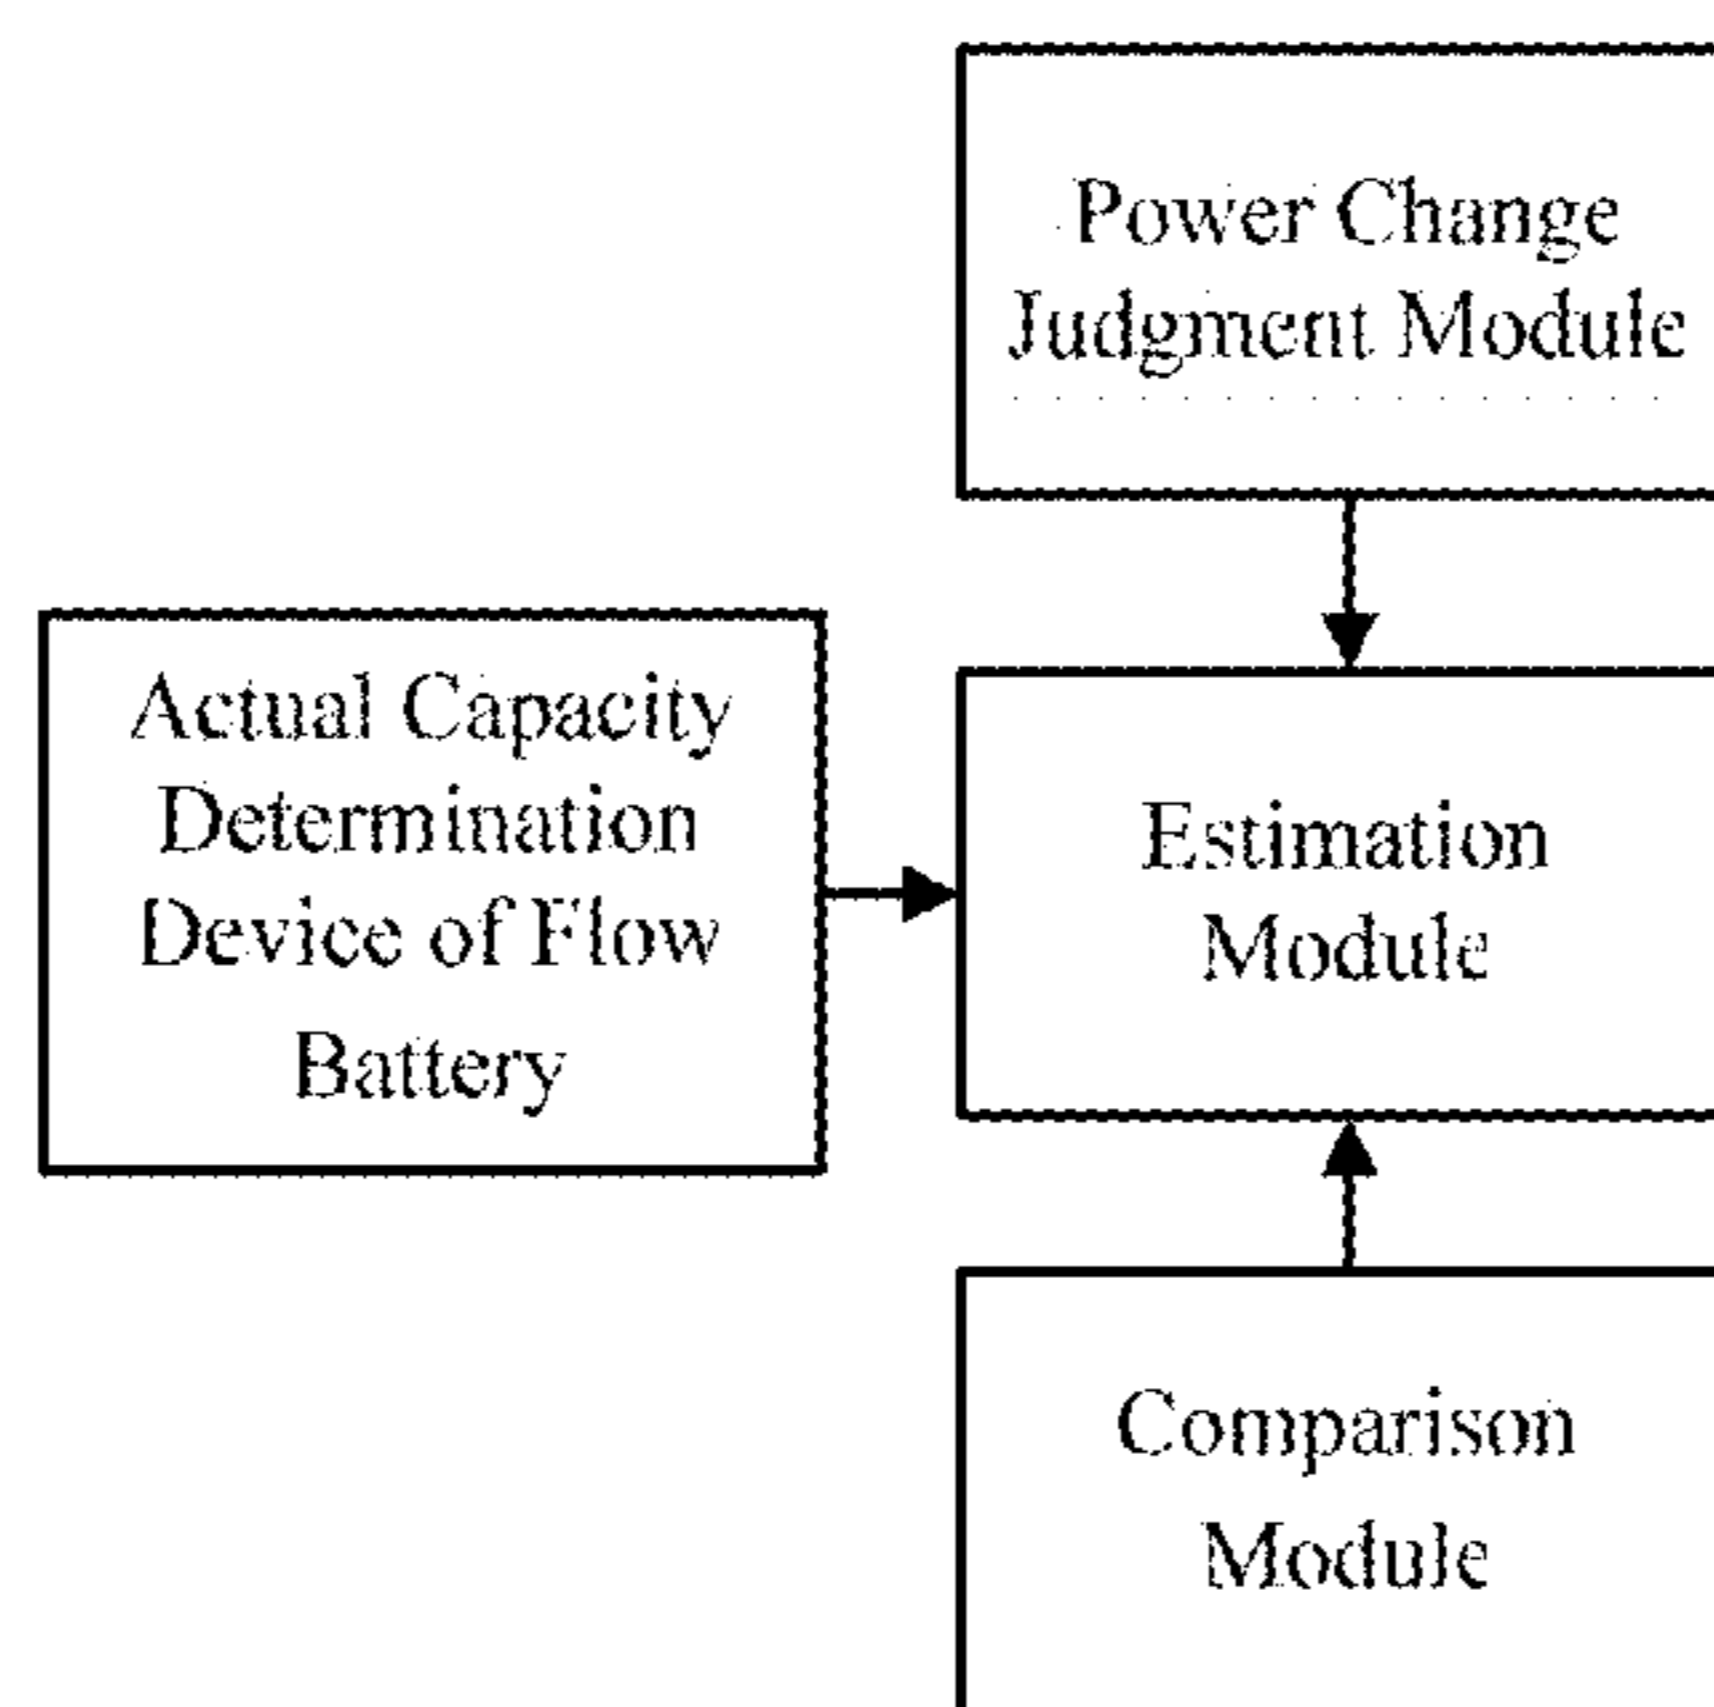 Power Change
Judgment Module
Actual Capacity
Determination
Device of Flow
Battery
Estimation
Module
Comparison
Module